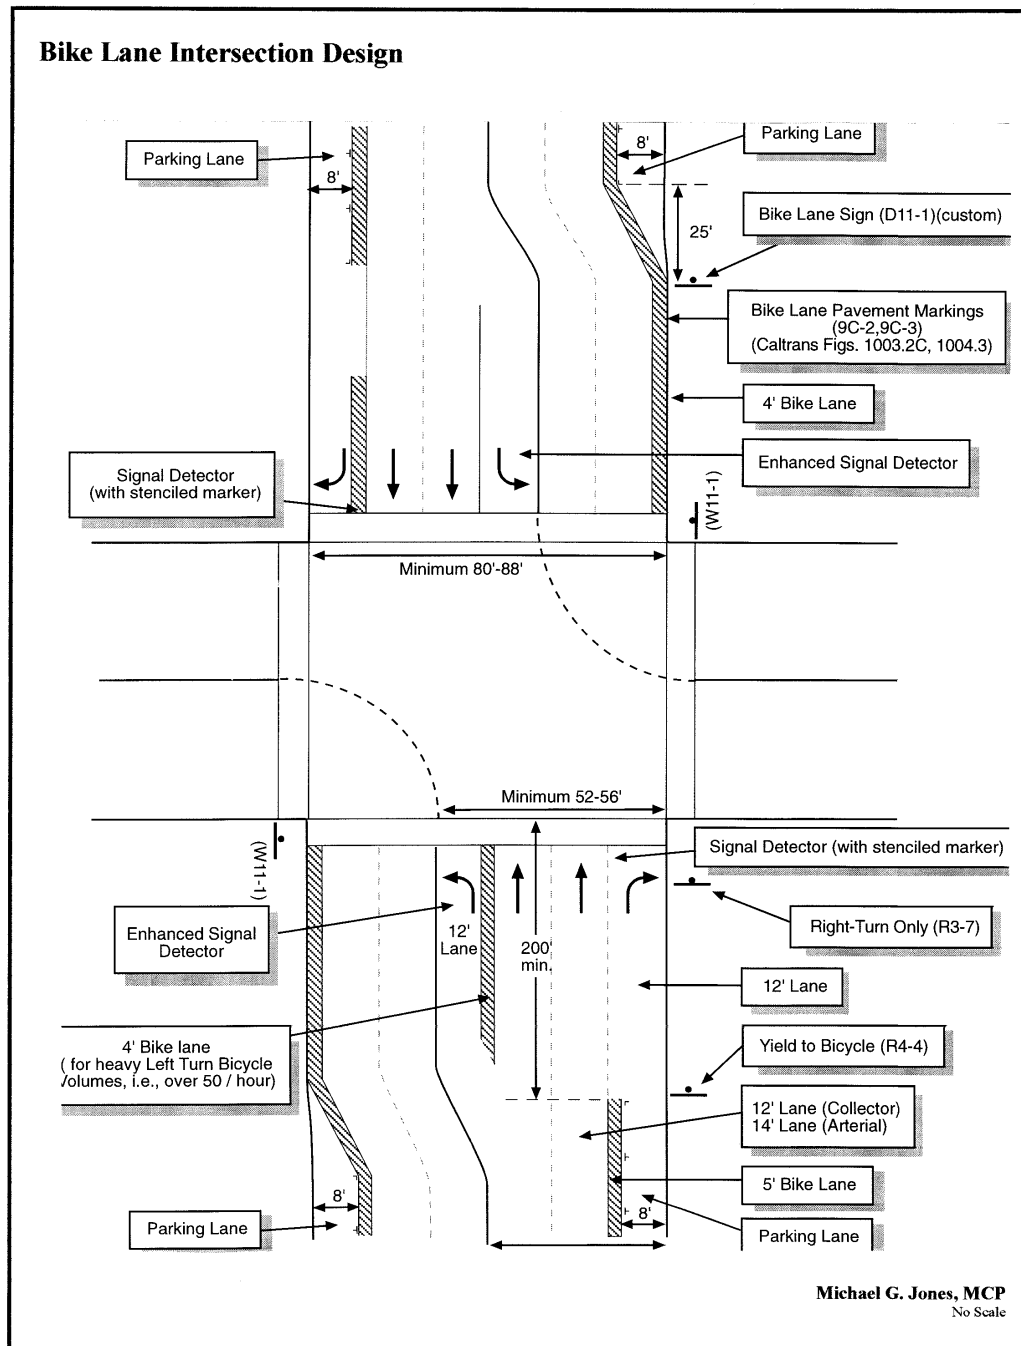 Bike Lane Intersection Design
Parking Lane
8'
8'
Parking Lane
25'
Bike Lane Sign (D11-1)(custom)
Bike Lane Pavement Markings
(9C-2,9C-3)
(Caltrans Figs. 1003.2C, 1004.3)
4' Bike Lane
Enhanced Signal Detector
Signal Detector
(with stenciled marker)
(W11-1)
Minimum 80'-88'
Minimum 52-56'
(W11-1)
Signal Detector (with stenciled marker)
Right-Turn Only (R3-7)
Enhanced Signal
Detector
12'
Lane
200'
min.
12' Lane
4' Bike lane
( for heavy Left Turn Bicycle
Volumes, i.e., over 50 / hour)
Yield to Bicycle (R4-4)
12' Lane (Collector)
14' Lane (Arterial)
5' Bike Lane
8'
Parking Lane
8'
Parking Lane
Michael G. Jones, MCP
No Scale